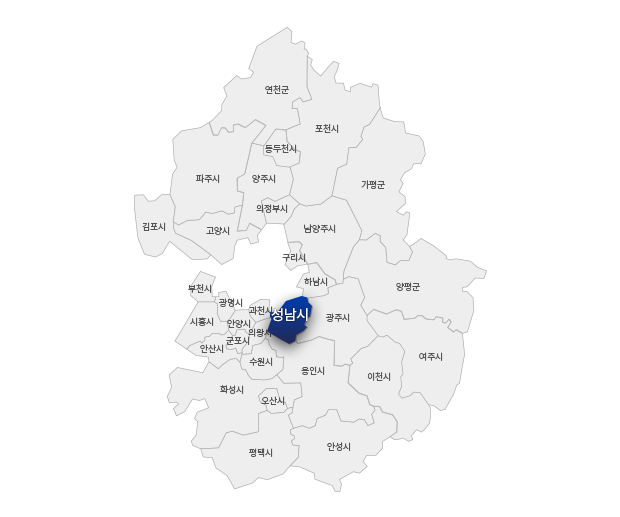 연천군
포천시
동두천시
파주시
양주시
가평군
의정부시
김포시
고양시
남양주시
구리시
하남시
양평군
부천시
광명시
과천시
성남시
광주시
시흥시
안양시
의왕시
군포시
안산시
수원시
여주시
용인시
이천시
화성시
오산시
평택시
안성시